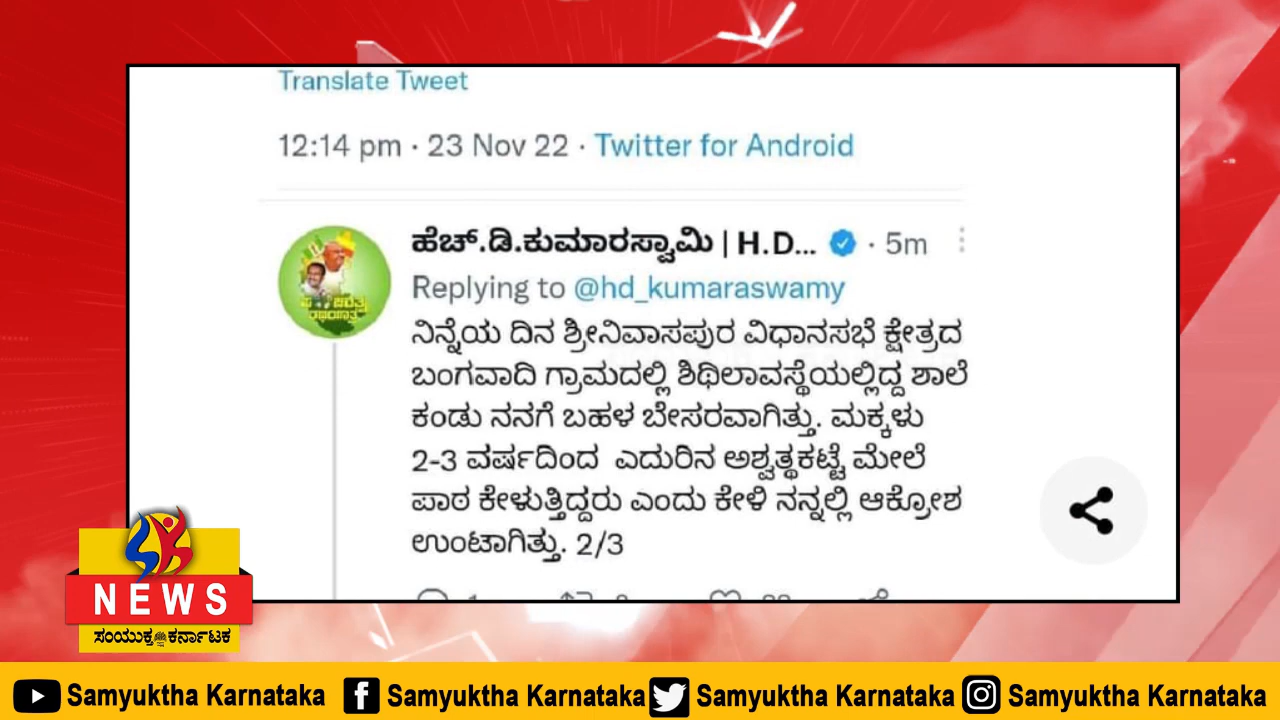 Translate Tweet
12:14 pm · 23 Nov 22 · Twitter for Android
ಹೆಚ್.ಡಿ.ಕುಮಾರಸ್ವಾಮಿ | H.D... · 5m
Replying to @hd_kumaraswamy
ನಿನ್ನೆಯ ದಿನ ಶ್ರೀನಿವಾಸಪುರ ವಿಧಾನಸಭೆ ಕ್ಷೇತ್ರದ
ಬಂಗವಾದಿ ಗ್ರಾಮದಲ್ಲಿ ಶಿಥಿಲಾವಸ್ಥೆಯಲ್ಲಿದ್ದ ಶಾಲೆ
ಕಂಡು ನನಗೆ ಬಹಳ ಬೇಸರವಾಗಿತ್ತು. ಮಕ್ಕಳು
2-3 ವರ್ಷದಿಂದ ಎದುರಿನ ಅಶ್ವತ್ಥಕಟ್ಟೆ ಮೇಲೆ
ಪಾಠ ಕೇಳುತ್ತಿದ್ದರು ಎಂದು ಕೇಳಿ ನನ್ನಲ್ಲಿ ಆಕ್ರೋಶ
ಉಂಟಾಗಿತ್ತು. 2/3
NEWS
ಸಂಯುಕ್ತ ಕರ್ನಾಟಕ
Samyuktha Karnataka Samyuktha Karnataka Samyuktha Karnataka Samyuktha Karnataka